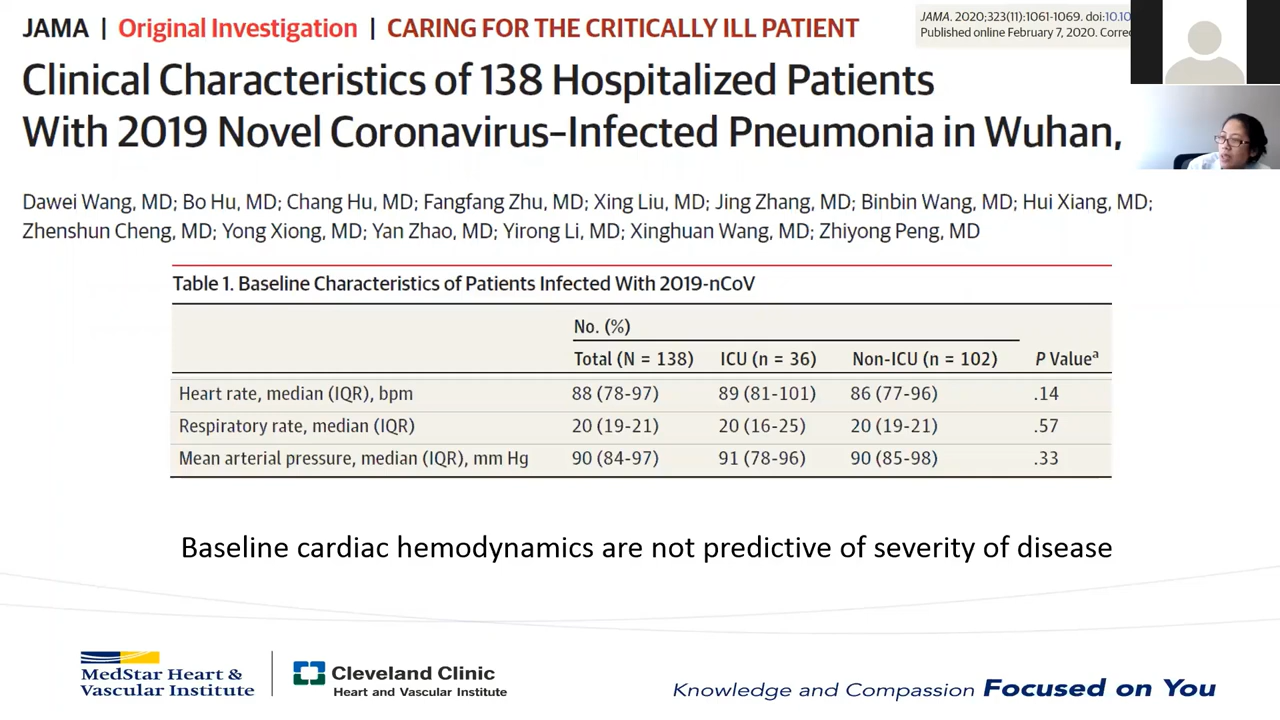 JAMA | Original Investigation | CARING FOR THE CRITICALLY ILL PATIENT
JAMA. 2020;323(11):1061-1069. doi:10.10
Published online February 7, 2020. Correc
Clinical Characteristics of 138 Hospitalized Patients
With 2019 Novel Coronavirus–Infected Pneumonia in Wuhan,
Dawei Wang, MD; Bo Hu, MD; Chang Hu, MD; Fangfang Zhu, MD; Xing Liu, MD; Jing Zhang, MD; Binbin Wang, MD; Hui Xiang, MD;
Zhenshun Cheng, MD; Yong Xiong, MD; Yan Zhao, MD; Yirong Li, MD; Xinghuan Wang, MD; Zhiyong Peng, MD
Table 1. Baseline Characteristics of Patients Infected With 2019-nCoV
No. (%)
Total (N = 138) ICU (n = 36) Non-ICU (n = 102) P Valueᵃ
Heart rate, median (IQR), bpm 88 (78-97) 89 (81-101) 86 (77-96) .14
Respiratory rate, median (IQR) 20 (19-21) 20 (16-25) 20 (19-21) .57
Mean arterial pressure, median (IQR), mm Hg 90 (84-97) 91 (78-96) 90 (85-98) .33
Baseline cardiac hemodynamics are not predictive of severity of disease
MedStar Heart &
Vascular Institute
Cleveland Clinic
Heart and Vascular Institute
Knowledge and Compassion Focused on You